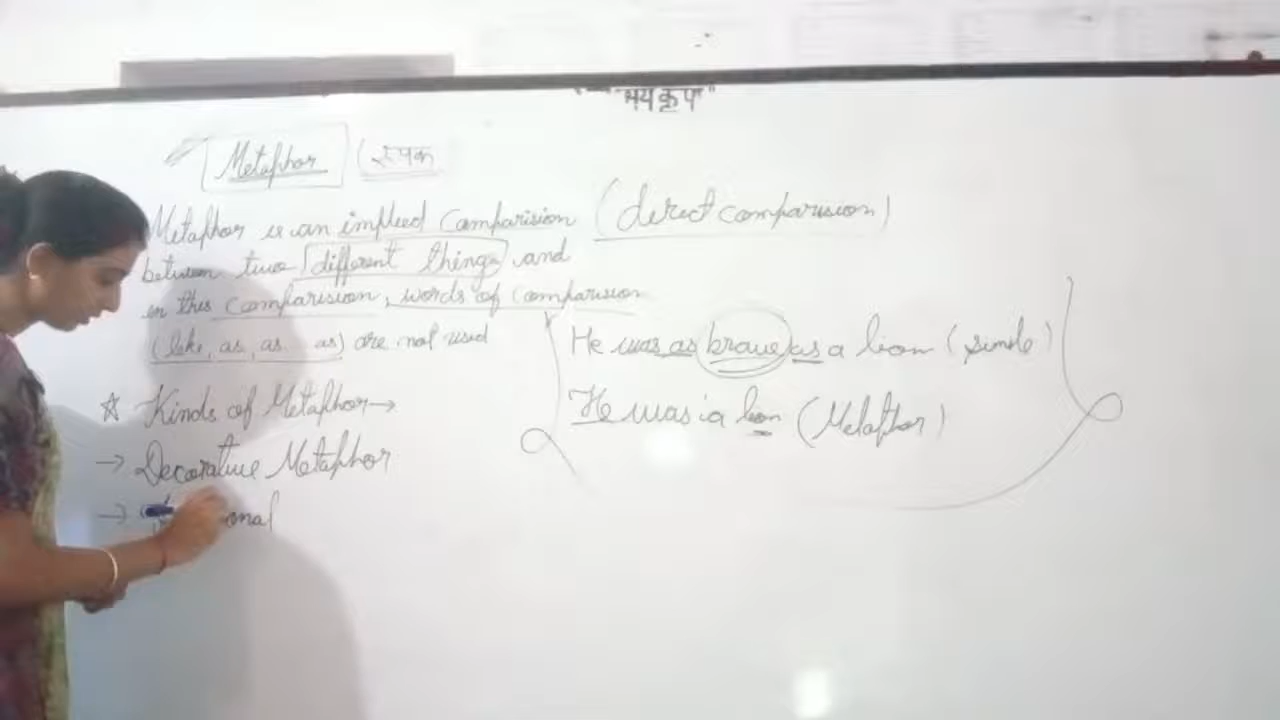 "भयकूप"
Metaphor (रूपक
Metaphor is an implied Comparision (direct comparision)
between two different things and
in this comparision, words of comparision
(like, as, as... as) are not used
He was as brave as a lion (simile)
He was a lion (Metaphor)
☆ Kinds of Metaphor→
→ Decorative Metaphor
→ onal